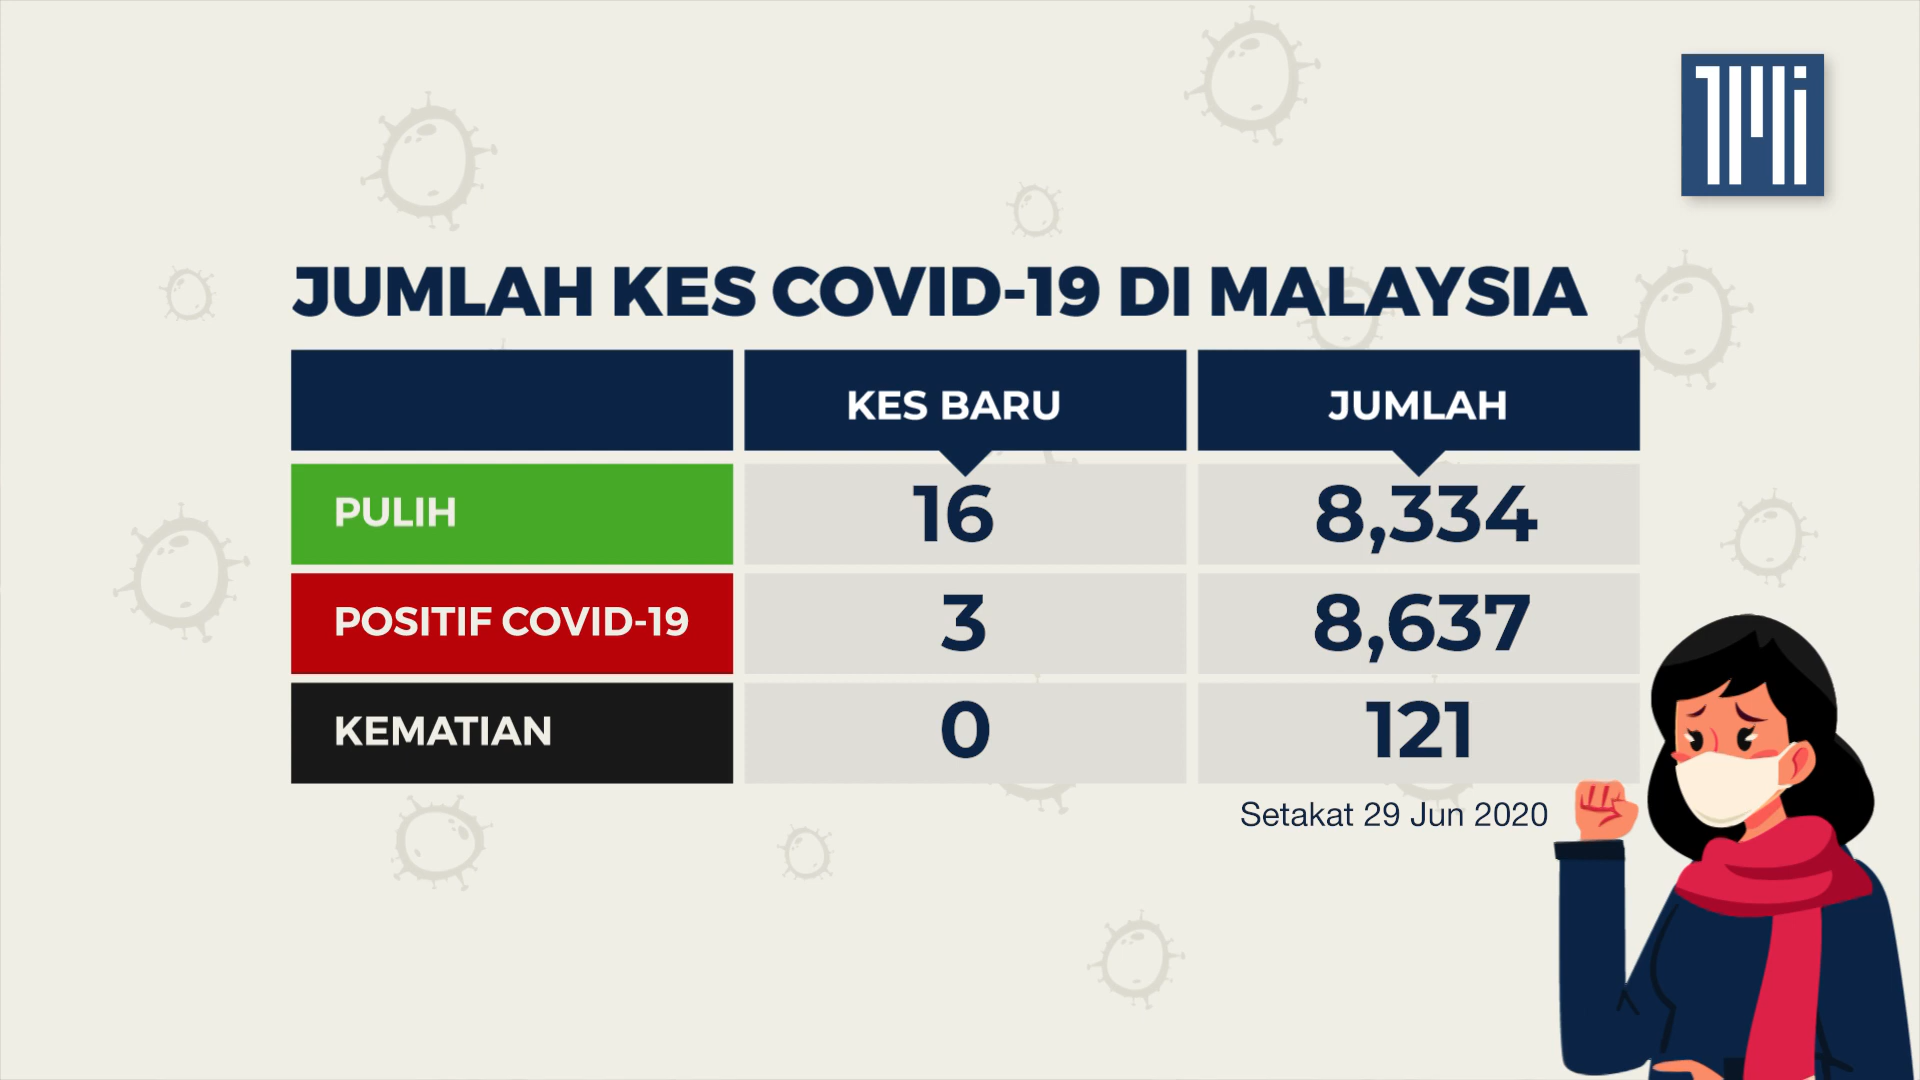 TMI
JUMLAH KES COVID-19 DI MALAYSIA
KES BARU JUMLAH
PULIH 16 8,334
POSITIF COVID-19 3 8,637
KEMATIAN 0 121
Setakat 29 Jun 2020